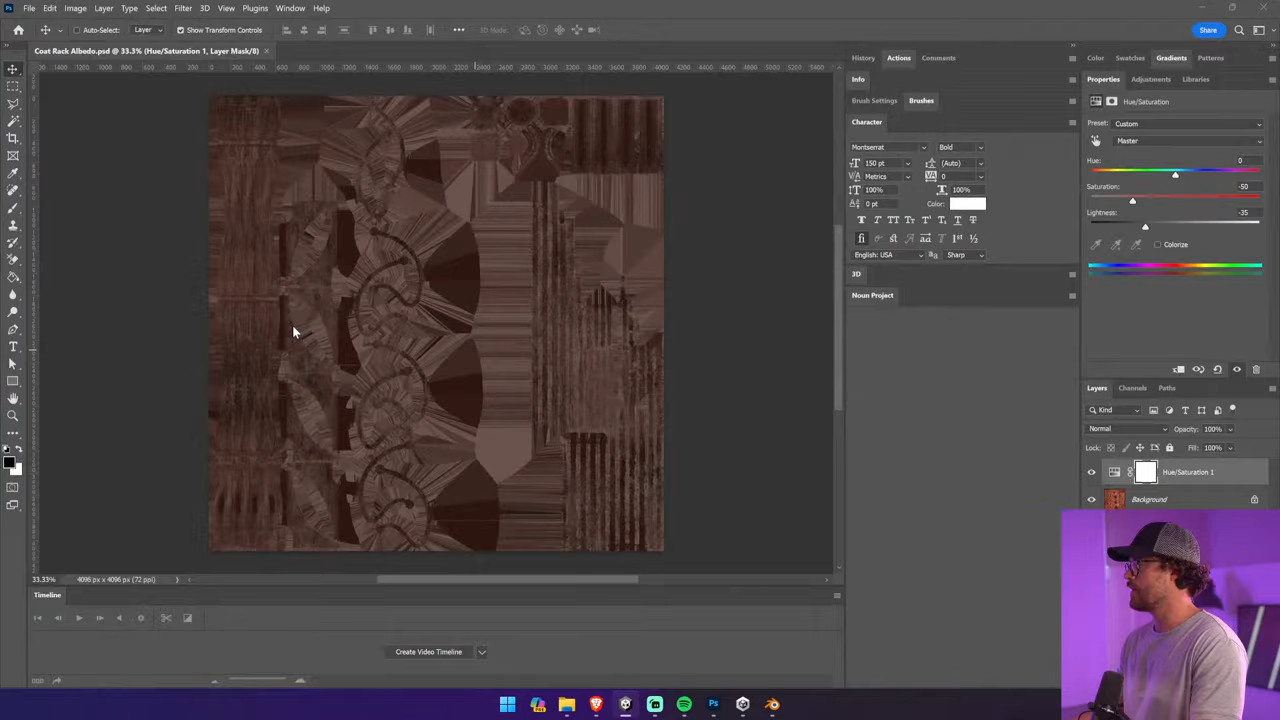 File Edit Image Layer Type Select Filter 3D View Plugins Window Help
Auto-Select: Layer Show Transform Controls 3D Mode: Share
Coat Rack Albedo.psd @ 33.3% (Hue/Saturation 1, Layer Mask/8)
History Actions Comments
Info
Brush Settings Brushes
Character
Montserrat Bold
150 pt (Auto)
Metrics 0
100% 100%
0 pt Color:
English: USA Sharp
3D
Noun Project
Color Swatches Gradients Patterns
Properties Adjustments Libraries
Hue/Saturation
Preset: Custom
Master
Hue: 0
Saturation: -50
Lightness: -35
Colorize
Layers Channels Paths
Kind
Normal Opacity: 100%
Lock: Fill: 100%
Hue/Saturation 1
Background
33.33% 4096 px x 4096 px (72 ppi)
Timeline
Create Video Timeline